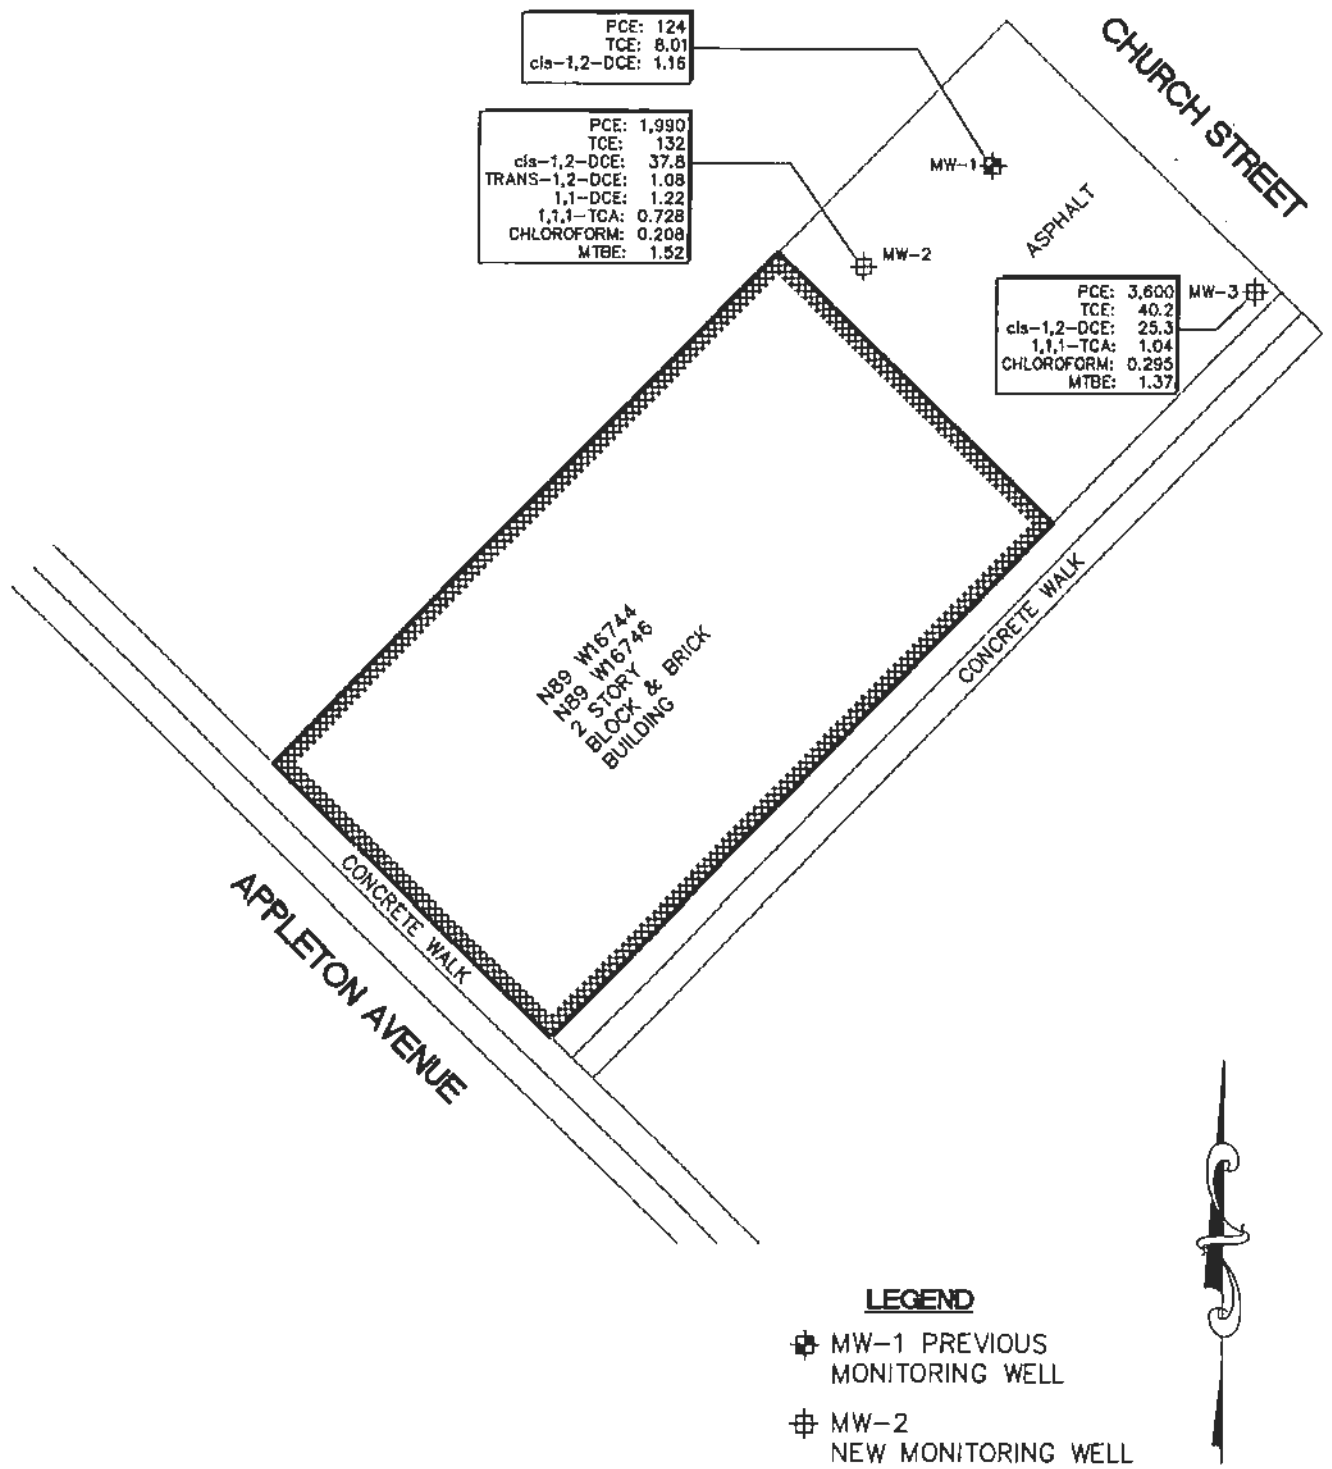 PCE: 124
TCE: 8.01
cis-1,2-DCE: 1.16
CHURCH STREET
PCE: 1,990
TCE: 132
cis-1,2-DCE: 37.8
TRANS-1,2-DCE: 1.08
1,1-DCE: 1.22
1,1,1-TCA: 0.728
CHLOROFORM: 0.208
MTBE: 1.52
MW-1
ASPHALT
MW-2
MW-3
PCE: 3,600
TCE: 40.2
cis-1,2-DCE: 25.3
1,1,1-TCA: 1.04
CHLOROFORM: 0.295
MTBE: 1.37
N89 W16744
N89 W16746
2 STORY
BLOCK & BRICK
BUILDING
CONCRETE WALK
CONCRETE WALK
APPLETON AVENUE
LEGEND
MW-1 PREVIOUS
MONITORING WELL
MW-2
NEW MONITORING WELL